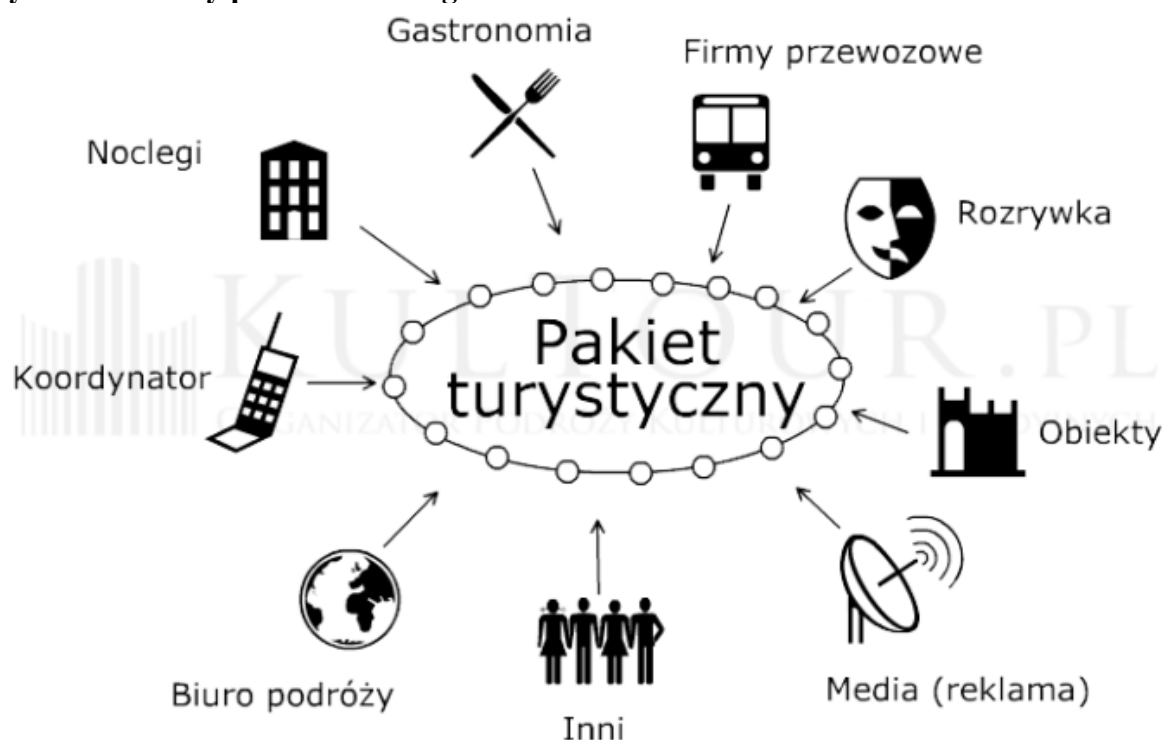 Gastronomia
Firmy przewozowe
Noclegi
Rozrywka
KULTOUR.PL
Pakiet
turystyczny
Koordynator
Obiekty
Biuro podróży
Media (reklama)
Inni